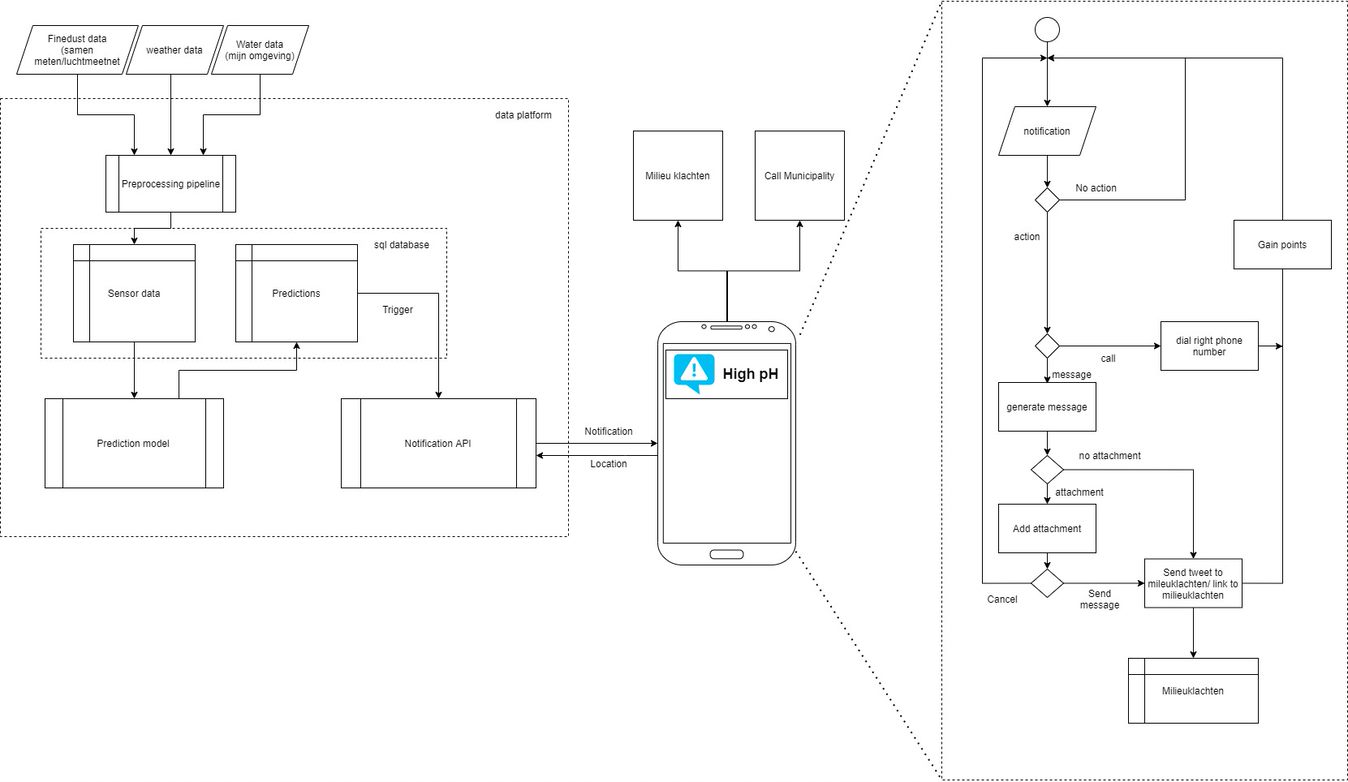 Finedust data
(samen
meten/luchtmeetnet
weather data
Water data
(mijn omgeving)
data platform
Preprocessing pipeline
sql database
Sensor data
Predictions
Trigger
Prediction model
Notification API
Notification
Location
Milieu klachten
Call Municipality
High pH
notification
No action
action
Gain points
dial right phone
number
call
message
generate message
no attachment
attachment
Add attachment
Send tweet to
mileuklachten/ link to
milieuklachten
Cancel
Send
message
Milieuklachten